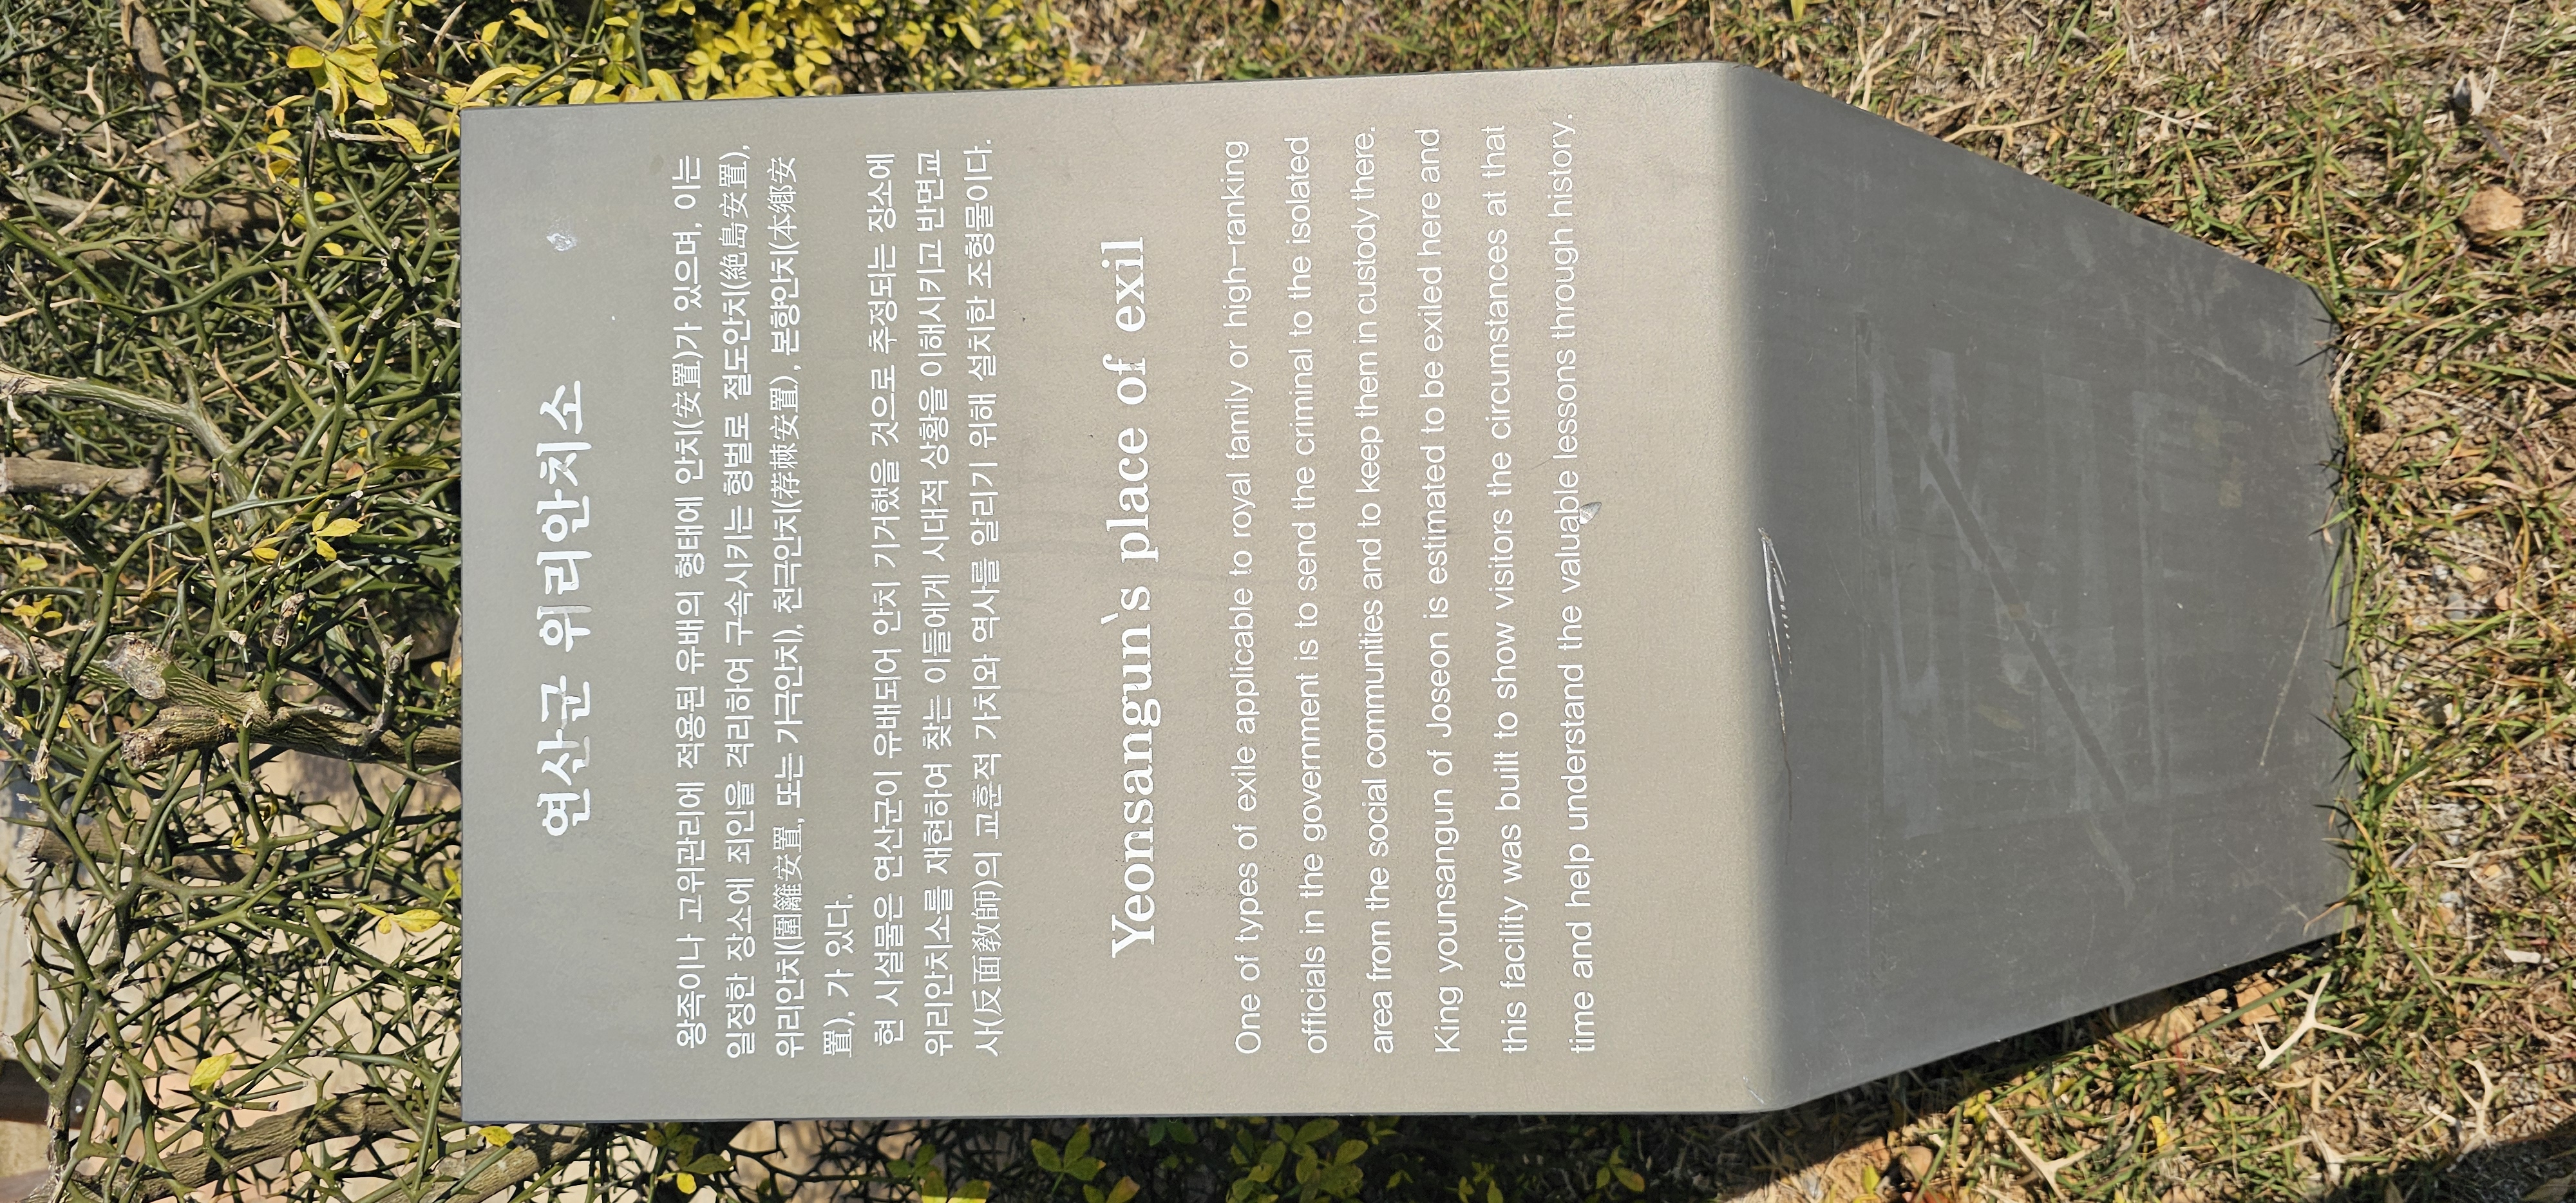 연산군 위리안치소
왕족이나 고위관리에 적용된 유배의 형태에 안치(安置)가 있으며, 이는
일정한 장소에 죄인을 격리하여 구속시키는 형벌로 절도안치(絶島安置),
위리안치(圍籬安置, 또는 가극안치), 천극안치(荐棘安置), 본향안치(本鄕安
置), 가 있다.
현 시설물은 연산군이 유배되어 안치 기거했을 것으로 추정되는 장소에
위리안치소를 재현하여 찾는 이들에게 시대적 상황을 이해시키고 반면교
사(反面敎師)의 교훈적 가치와 역사를 알리기 위해 설치한 조형물이다.
Yeonsangun`s place of exil
One of types of exile applicable to royal family or high-ranking
officials in the government is to send the criminal to the isolated
area from the social communities and to keep them in custody there.
King younsangun of Joseon is estimated to be exiled here and
this facility was built to show visitors the circumstances at that
time and help understand the valuable lessons through history.